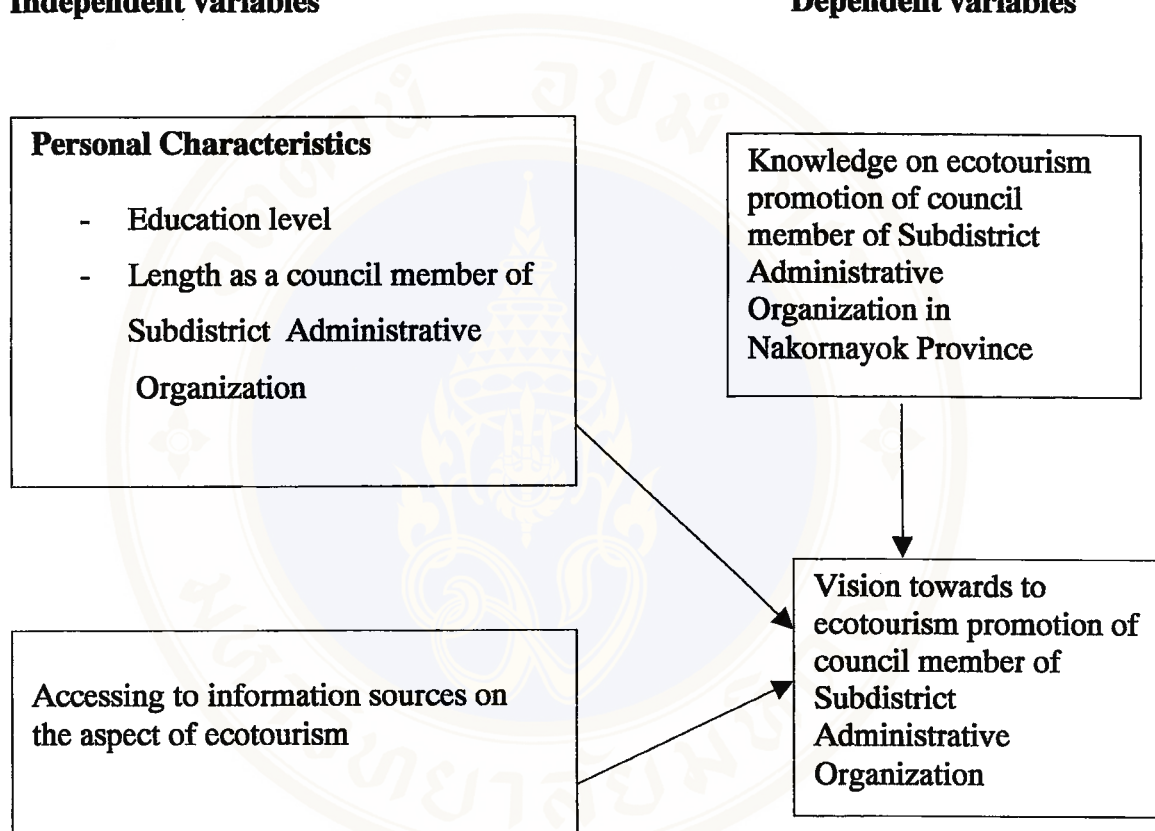 Independent variables
Dependent variables
Personal Characteristics
- Education level
- Length as a council member of
Subdistrict Administrative
Organization
Knowledge on ecotourism
promotion of council
member of Subdistrict
Administrative
Organization in
Nakornayok Province
Accessing to information sources on
the aspect of ecotourism
Vision towards to
ecotourism promotion of
council member of
Subdistrict
Administrative
Organization